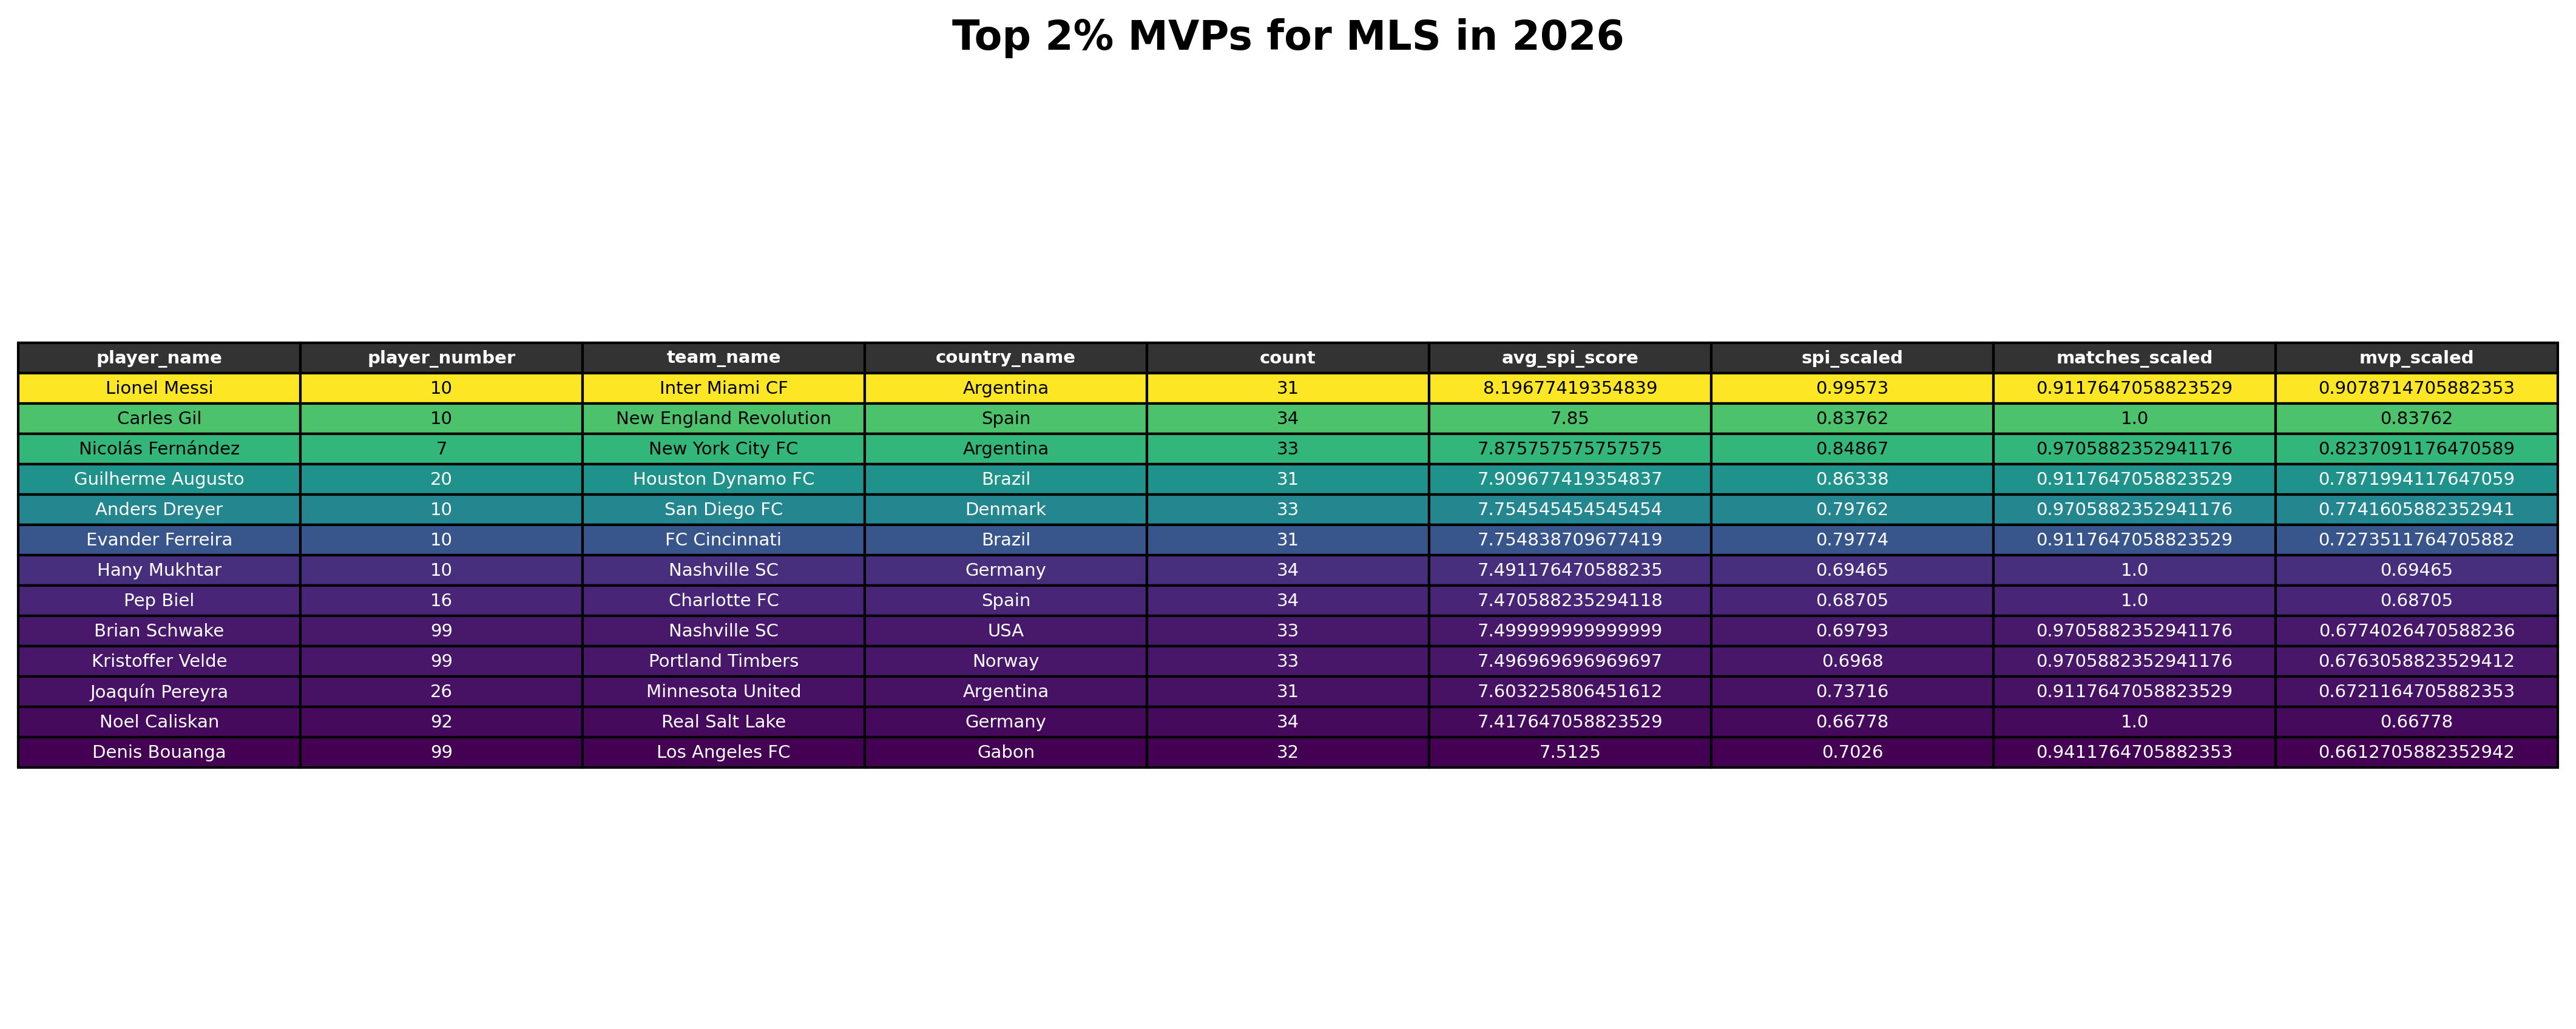 Top 2% MVPs for MLS in 2026
player_name player_number team_name country_name count avg_spi_score spi_scaled matches_scaled mvp_scaled
Lionel Messi 10 Inter Miami CF Argentina 31 8.19677419354839 0.99573 0.9117647058823529 0.9078714705882353
Carles Gil 10 New England Revolution Spain 34 7.85 0.83762 1.0 0.83762
Nicolás Fernández 7 New York City FC Argentina 33 7.875757575757575 0.84867 0.9705882352941176 0.8237091176470589
Guilherme Augusto 20 Houston Dynamo FC Brazil 31 7.909677419354837 0.86338 0.9117647058823529 0.7871994117647059
Anders Dreyer 10 San Diego FC Denmark 33 7.754545454545454 0.79762 0.9705882352941176 0.7741605882352941
Evander Ferreira 10 FC Cincinnati Brazil 31 7.754838709677419 0.79774 0.9117647058823529 0.7273511764705882
Hany Mukhtar 10 Nashville SC Germany 34 7.491176470588235 0.69465 1.0 0.69465
Pep Biel 16 Charlotte FC Spain 34 7.470588235294118 0.68705 1.0 0.68705
Brian Schwake 99 Nashville SC USA 33 7.499999999999999 0.69793 0.9705882352941176 0.6774026470588236
Kristoffer Velde 99 Portland Timbers Norway 33 7.496969696969697 0.6968 0.9705882352941176 0.6763058823529412
Joaquín Pereyra 26 Minnesota United Argentina 31 7.603225806451612 0.73716 0.9117647058823529 0.6721164705882353
Noel Caliskan 92 Real Salt Lake Germany 34 7.417647058823529 0.66778 1.0 0.66778
Denis Bouanga 99 Los Angeles FC Gabon 32 7.5125 0.7026 0.9411764705882353 0.6612705882352942